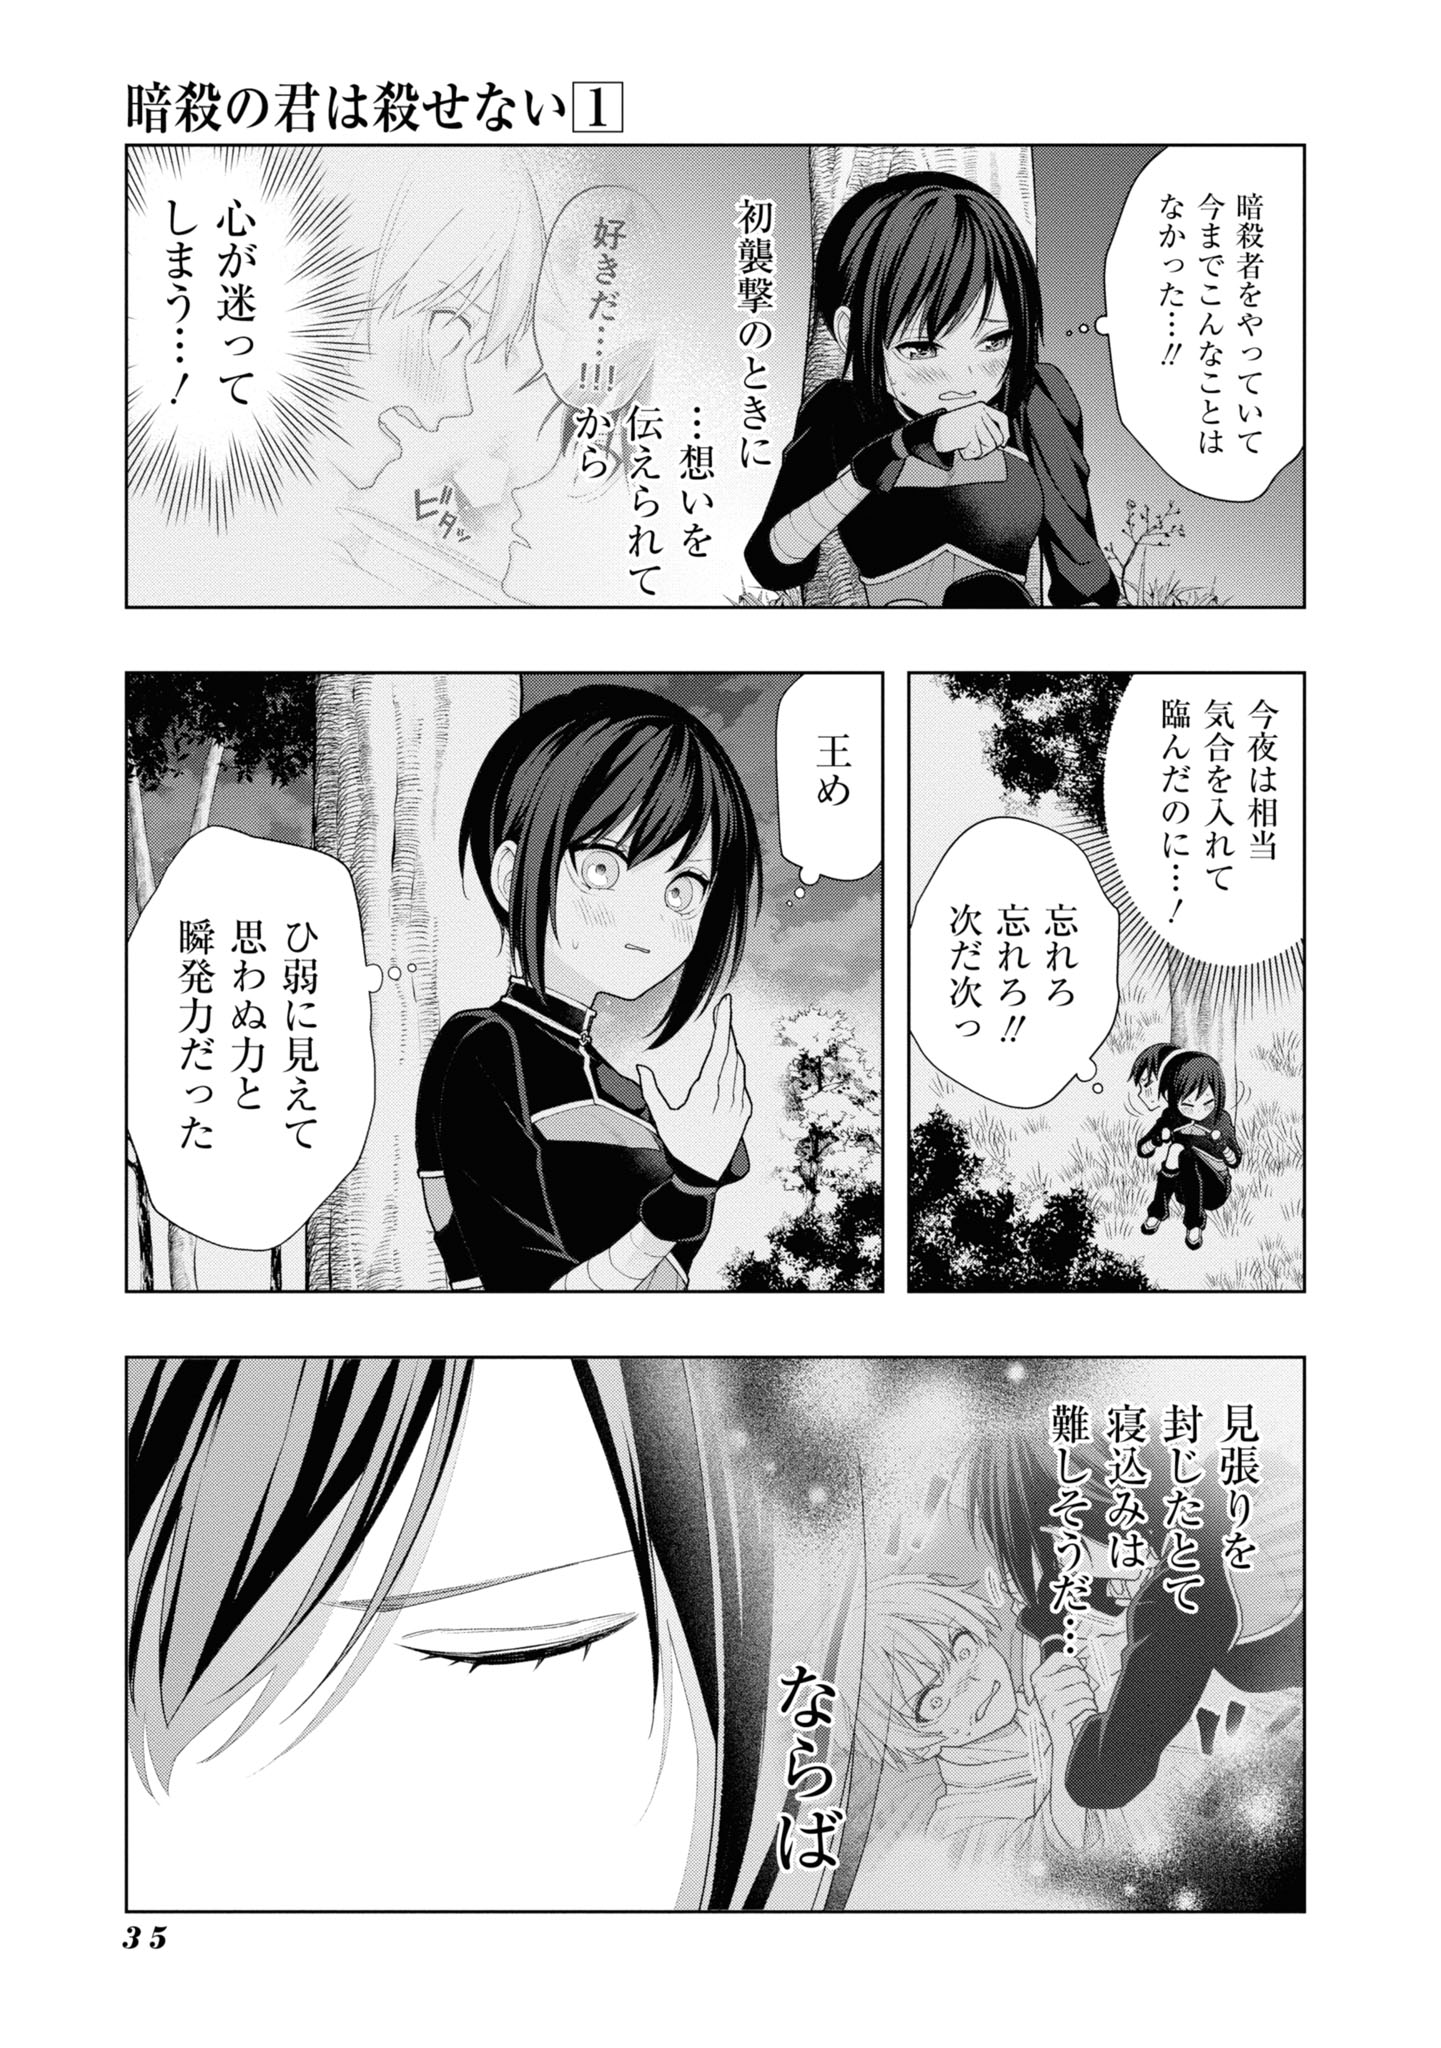 暗殺の君は殺せない1
暗殺者をやっていて
今までこんなことは
なかった…!!
初襲撃のときに
…想いを
伝えられて
から
好きだ…!!!
ビタッ
心が迷って
しまう…！
今夜は相当
気合を入れて
臨んだのに…！
忘れろ
忘れろ!!
次だ次っ
王め
ひ弱に見えて
思わぬ力と
瞬発力だった
見張りを
封じたとて
寝込みは
難しそうだ…
ならば
35